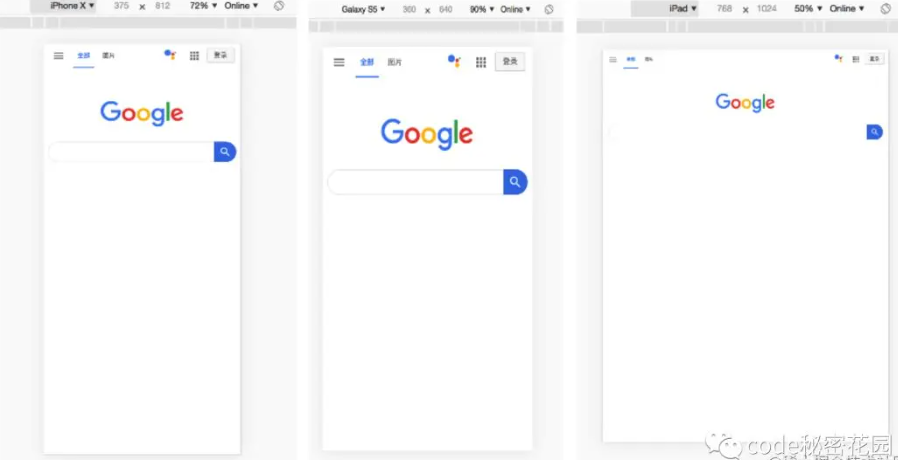 iPhone X ▼ 375 × 812 72% ▼ Online ▼
全部 图片 登录
Google
Galaxy S5 ▼ 360 × 640 90% ▼ Online ▼
全部 图片 登录
Google
iPad ▼ 768 × 1024 50% ▼ Online ▼
全部 图片 登录
Google
code秘密花园